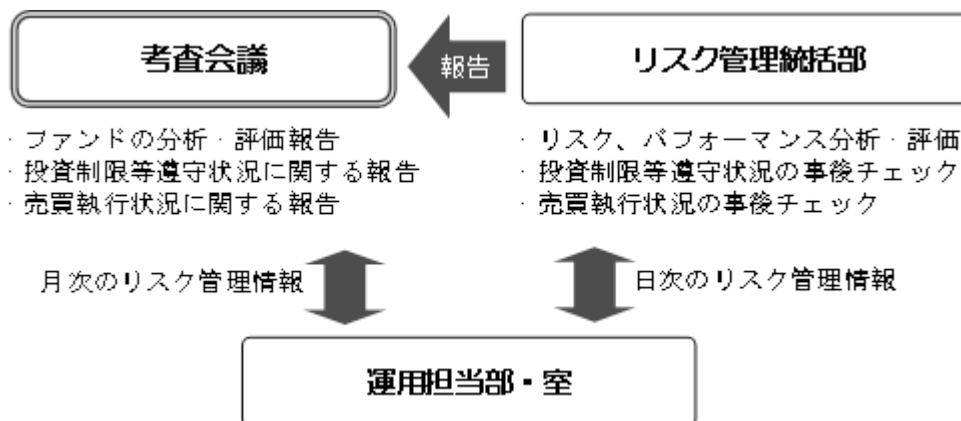 考査会議
報告
リスク管理統括部
· ファンドの分析・評価報告
· 投資制限等遵守状況に関する報告
· 売買執行状況に関する報告
· リスク、パフォーマンス分析・評価
· 投資制限等遵守状況の事後チェック
· 売買執行状況の事後チェック
月次のリスク管理情報
日次のリスク管理情報
運用担当部・室